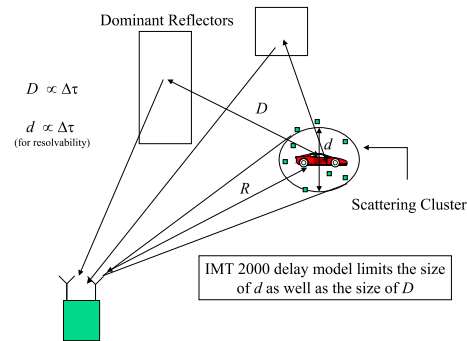 Dominant Reflectors
D ∝ Δτ
D
d ∝ Δτ
(for resolvability)
d
R
Scattering Cluster
IMT 2000 delay model limits the size
of d as well as the size of D